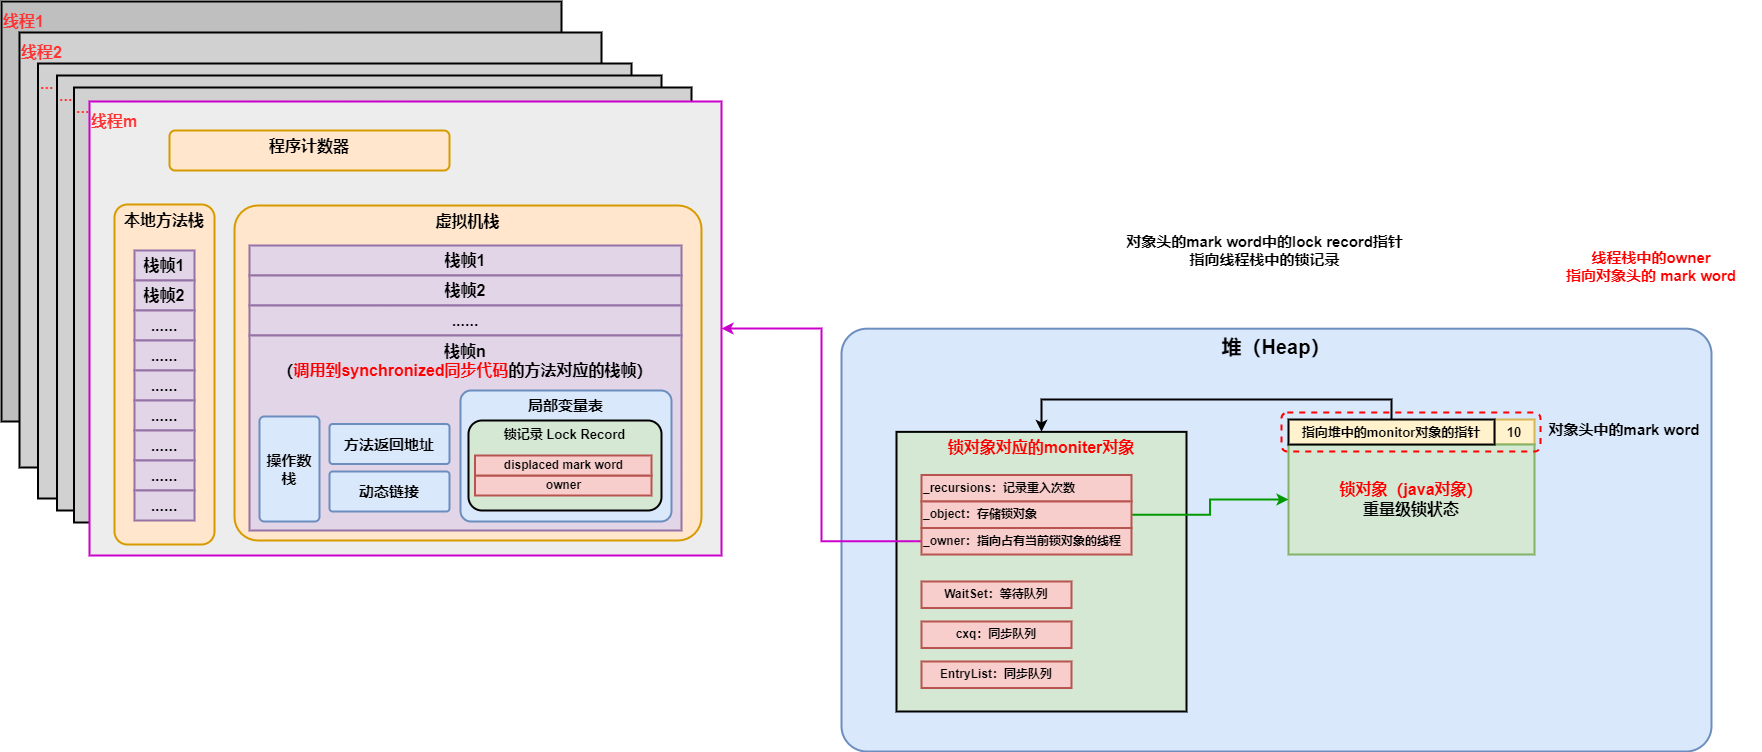 线程1
线程2
...
...
...
线程m
程序计数器
本地方法栈
栈帧1
栈帧2
......
......
......
......
......
......
......
虚拟机栈
栈帧1
栈帧2
......
栈帧n
（调用到synchronized同步代码的方法对应的栈帧）
操作数
栈
方法返回地址
动态链接
局部变量表
锁记录 Lock Record
displaced mark word
owner
对象头的mark word中的lock record指针
指向线程栈中的锁记录
线程栈中的owner
指向对象头的 mark word
堆（Heap）
锁对象对应的moniter对象
_recursions：记录重入次数
_object：存储锁对象
_owner：指向占有当前锁对象的线程
WaitSet：等待队列
cxq：同步队列
EntryList：同步队列
指向堆中的monitor对象的指针
10
对象头中的mark word
锁对象（java对象）
重量级锁状态